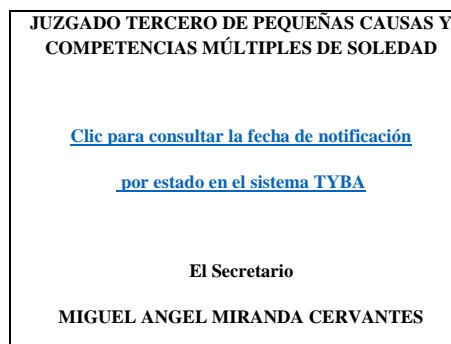 JUZGADO TERCERO DE PEQUEÑAS CAUSAS Y
COMPETENCIAS MÚLTIPLES DE SOLEDAD
Clic para consultar la fecha de notificación
por estado en el sistema TYBA
El Secretario
MIGUEL ANGEL MIRANDA CERVANTES